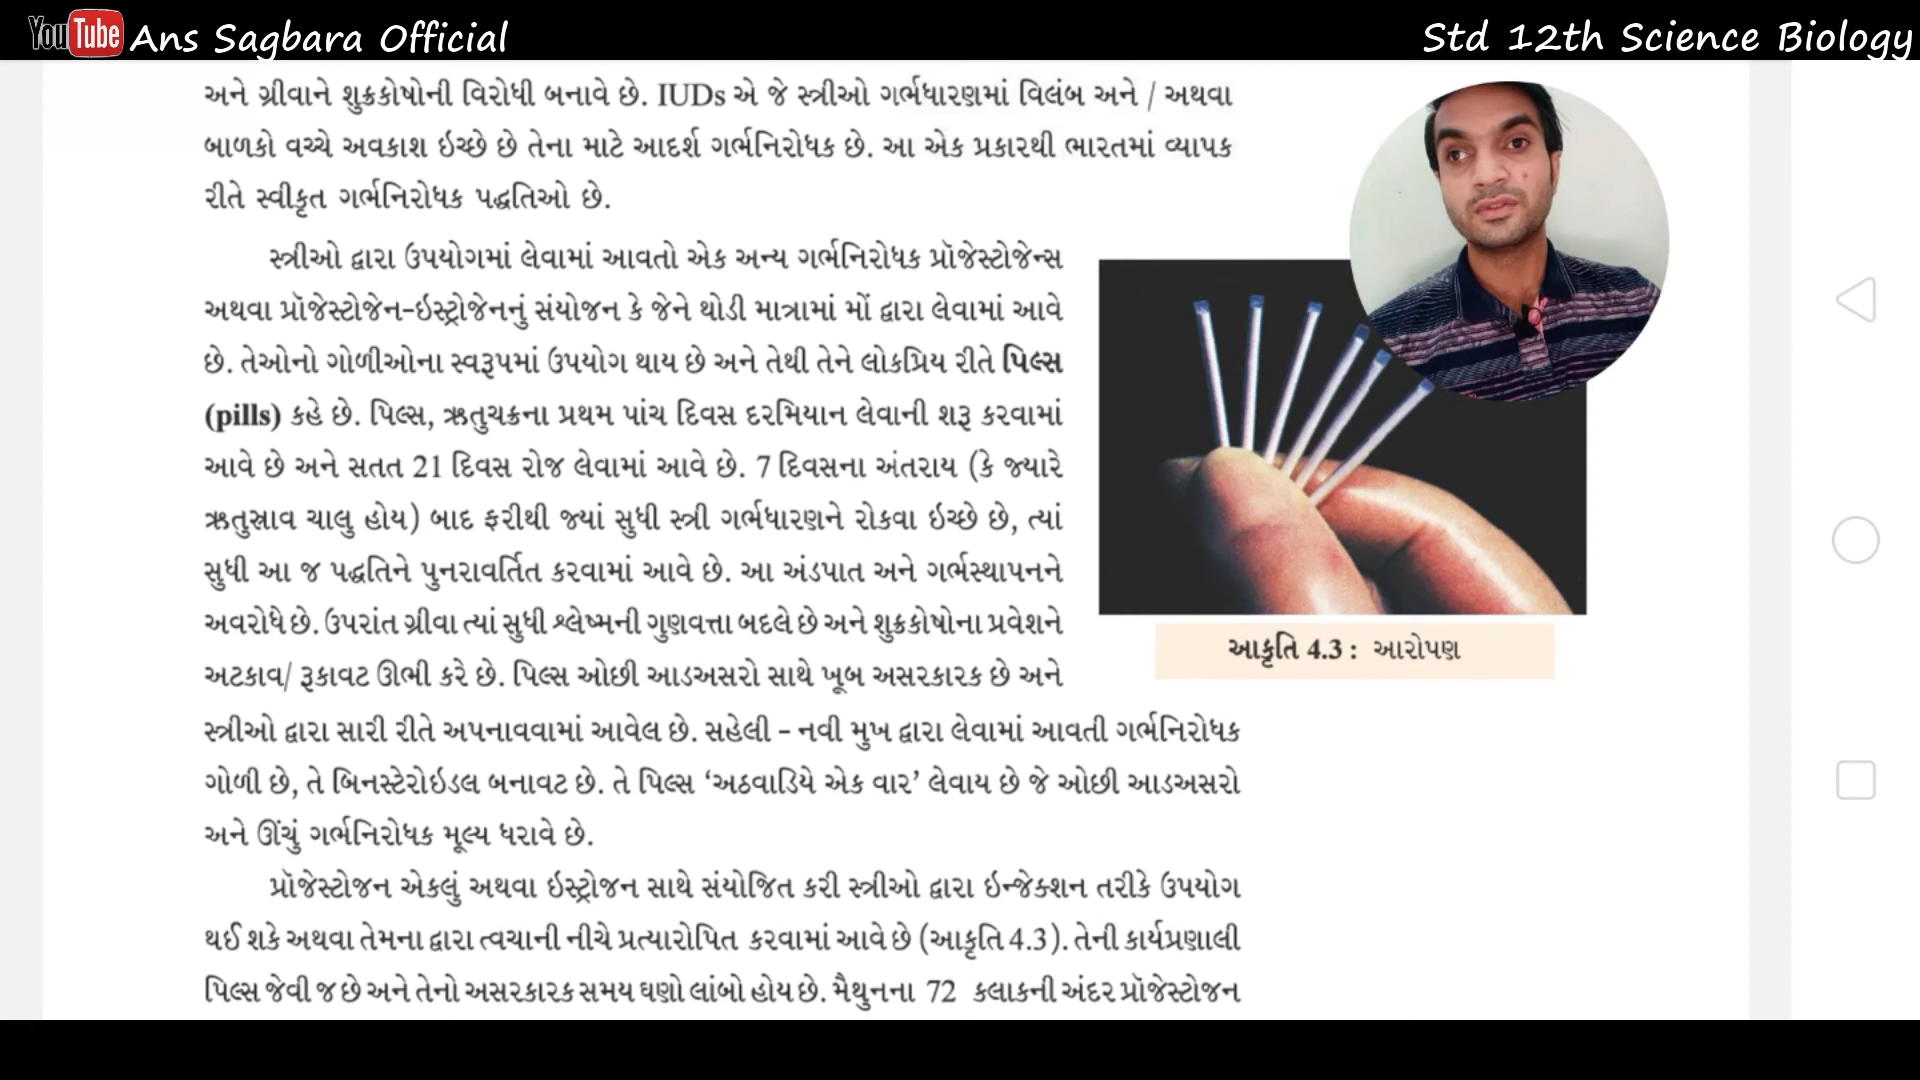 YouTube Ans Sagbara Official
Std 12th Science Biology
અને ગ્રીવાને શુક્રકોષોની વિરોધી બનાવે છે. IUDs એ જે સ્ત્રીઓ ગર્ભધારણમાં વિલંબ અને / અથવા
બાળકો વચ્ચે અવકાશ ઇચ્છે છે તેના માટે આદર્શ ગર્ભનિરોધક છે. આ એક પ્રકારથી ભારતમાં વ્યાપક
રીતે સ્વીકૃત ગર્ભનિરોધક પદ્ધતિઓ છે.
સ્ત્રીઓ દ્વારા ઉપયોગમાં લેવામાં આવતો એક અન્ય ગર્ભનિરોધક પ્રૉજેસ્ટોજેન્સ
અથવા પ્રૉજેસ્ટોજેન-ઇસ્ટ્રોજેનનું સંયોજન કે જેને થોડી માત્રામાં મોં દ્વારા લેવામાં આવે
છે. તેઓનો ગોળીઓના સ્વરૂપમાં ઉપયોગ થાય છે અને તેથી તેને લોકપ્રિય રીતે પિલ્સ
(pills) કહે છે. પિલ્સ, ઋતુચક્રના પ્રથમ પાંચ દિવસ દરમિયાન લેવાની શરૂ કરવામાં
આવે છે અને સતત 21 દિવસ રોજ લેવામાં આવે છે. 7 દિવસના અંતરાય (કે જ્યારે
ઋતુસ્રાવ ચાલુ હોય) બાદ ફરીથી જ્યાં સુધી સ્ત્રી ગર્ભધારણને રોકવા ઇચ્છે છે, ત્યાં
સુધી આ જ પદ્ધતિને પુનરાવર્તિત કરવામાં આવે છે. આ અંડપાત અને ગર્ભસ્થાપનને
અવરોધે છે. ઉપરાંત ગ્રીવા ત્યાં સુધી શ્લેષ્મની ગુણવત્તા બદલે છે અને શુક્રકોષોના પ્રવેશને
અટકાવ/ રૂકાવટ ઊભી કરે છે. પિલ્સ ઓછી આડઅસરો સાથે ખૂબ અસરકારક છે અને
સ્ત્રીઓ દ્વારા સારી રીતે અપનાવવામાં આવેલ છે. સહેલી – નવી મુખ દ્વારા લેવામાં આવતી ગર્ભનિરોધક
ગોળી છે, તે બિનસ્ટેરોઇડલ બનાવટ છે. તે પિલ્સ ‘અઠવાડિયે એક વાર’ લેવાય છે જે ઓછી આડઅસરો
અને ઊંચું ગર્ભનિરોધક મૂલ્ય ધરાવે છે.
આકૃતિ 4.3 : આરોપણ
પ્રૉજેસ્ટોજન એકલું અથવા ઇસ્ટ્રોજન સાથે સંયોજિત કરી સ્ત્રીઓ દ્વારા ઇન્જેક્શન તરીકે ઉપયોગ
થઈ શકે અથવા તેમના દ્વારા ત્વચાની નીચે પ્રત્યારોપિત કરવામાં આવે છે (આકૃતિ 4.3). તેની કાર્યપ્રણાલી
પિલ્સ જેવી જ છે અને તેનો અસરકારક સમય ઘણો લાંબો હોય છે. મૈથુનના 72 કલાકની અંદર પ્રૉજેસ્ટોજન